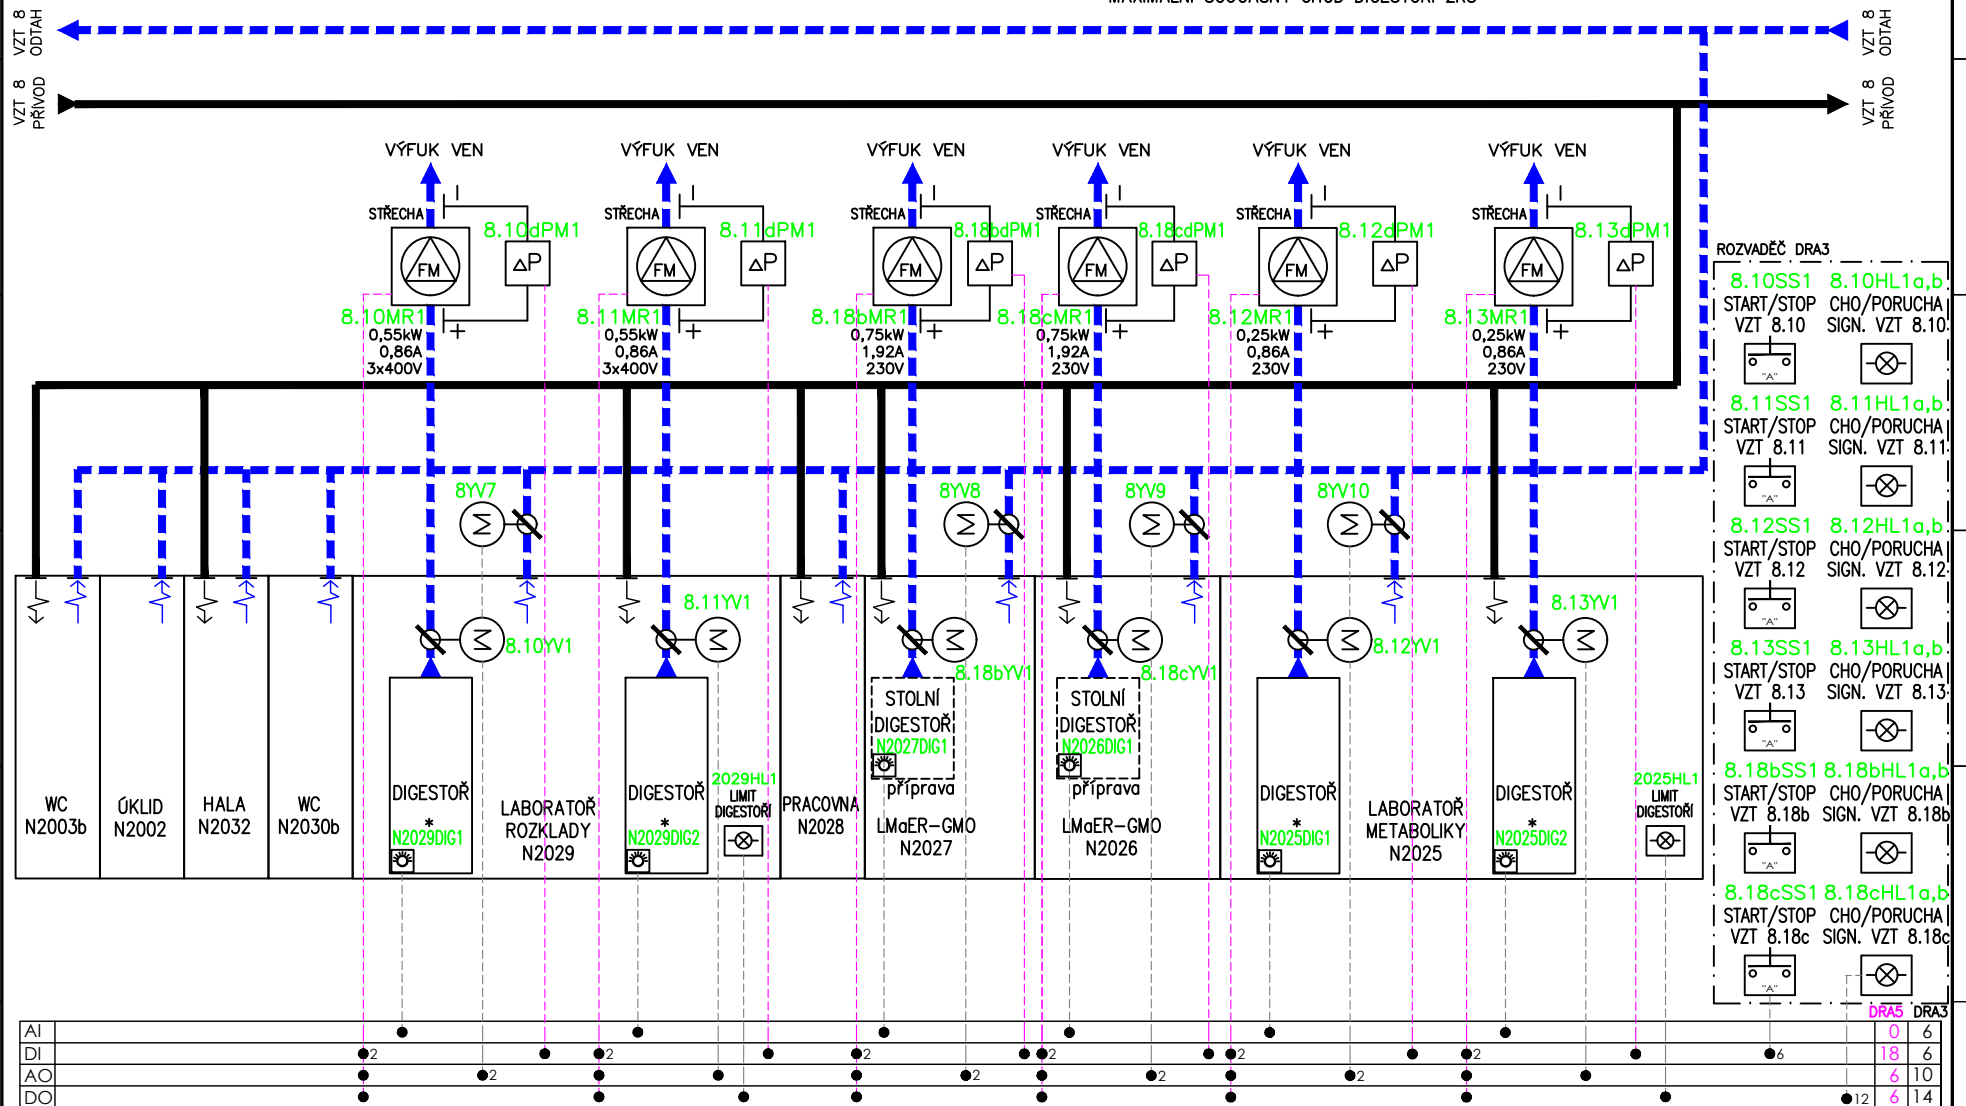 VZT 8
ODTAH
VZT 8
ODTAH
VZT 8
PŘÍVOD
VZT 8
PŘÍVOD
VÝFUK VEN
VÝFUK VEN
VÝFUK VEN
VÝFUK VEN
VÝFUK VEN
VÝFUK VEN
STŘECHA
STŘECHA
STŘECHA
STŘECHA
STŘECHA
STŘECHA
8.10dPM1
8.11dPM1
8.18bdPM1
8.18cdPM1
8.12dPM1
8.13dPM1
FM
ΔP
FM
ΔP
FM
ΔP
FM
ΔP
FM
ΔP
FM
ΔP
8.10MR1
0,55kW
0,86A
3x400V
8.11MR1
0,55kW
0,86A
3x400V
8.18bMR1
0,75kW
1,92A
230V
8.18cMR1
0,75kW
1,92A
230V
8.12MR1
0,25kW
0,86A
230V
8.13MR1
0,25kW
0,86A
230V
8YV7
8YV8
8YV9
8YV10
M
M
M
M
8.10YV1
8.11YV1
8.18bYV1
8.18cYV1
8.12YV1
8.13YV1
M
M
M
M
M
M
WC
N2003b
ÚKLID
N2002
HALA
N2032
WC
N2030b
DIGESTOŘ
*
N2029DIG1
LABORATOŘ
ROZKLADY
N2029
DIGESTOŘ
*
N2029DIG2
2029HL1
LIMIT
DIGESTOŘÍ
PRACOVNA
N2028
STOLNÍ
DIGESTOŘ
N2027DIG1
příprava
LMaER-GMO
N2027
STOLNÍ
DIGESTOŘ
N2026DIG1
příprava
LMaER-GMO
N2026
DIGESTOŘ
*
N2025DIG1
LABORATOŘ
METABOLIKY
N2025
DIGESTOŘ
*
N2025DIG2
2025HL1
LIMIT
DIGESTOŘÍ
ROZVADĚČ DRA3
8.10SS1 8.10HL1a,b
START/STOP CHO/PORUCHA
VZT 8.10 SIGN. VZT 8.10
"A"
8.11SS1 8.11HL1a,b
START/STOP CHO/PORUCHA
VZT 8.11 SIGN. VZT 8.11
"A"
8.12SS1 8.12HL1a,b
START/STOP CHO/PORUCHA
VZT 8.12 SIGN. VZT 8.12
"A"
8.13SS1 8.13HL1a,b
START/STOP CHO/PORUCHA
VZT 8.13 SIGN. VZT 8.13
"A"
8.18bSS1 8.18bHL1a,b
START/STOP CHO/PORUCHA
VZT 8.18b SIGN. VZT 8.18b
"A"
8.18cSS1 8.18cHL1a,b
START/STOP CHO/PORUCHA
VZT 8.18c SIGN. VZT 8.18c
"A"
DRA5 DRA3
AI 0 6
DI 2 2 2 2 2 2 6 18 6
AO 2 2 2 2 6 10
DO 12 6 14